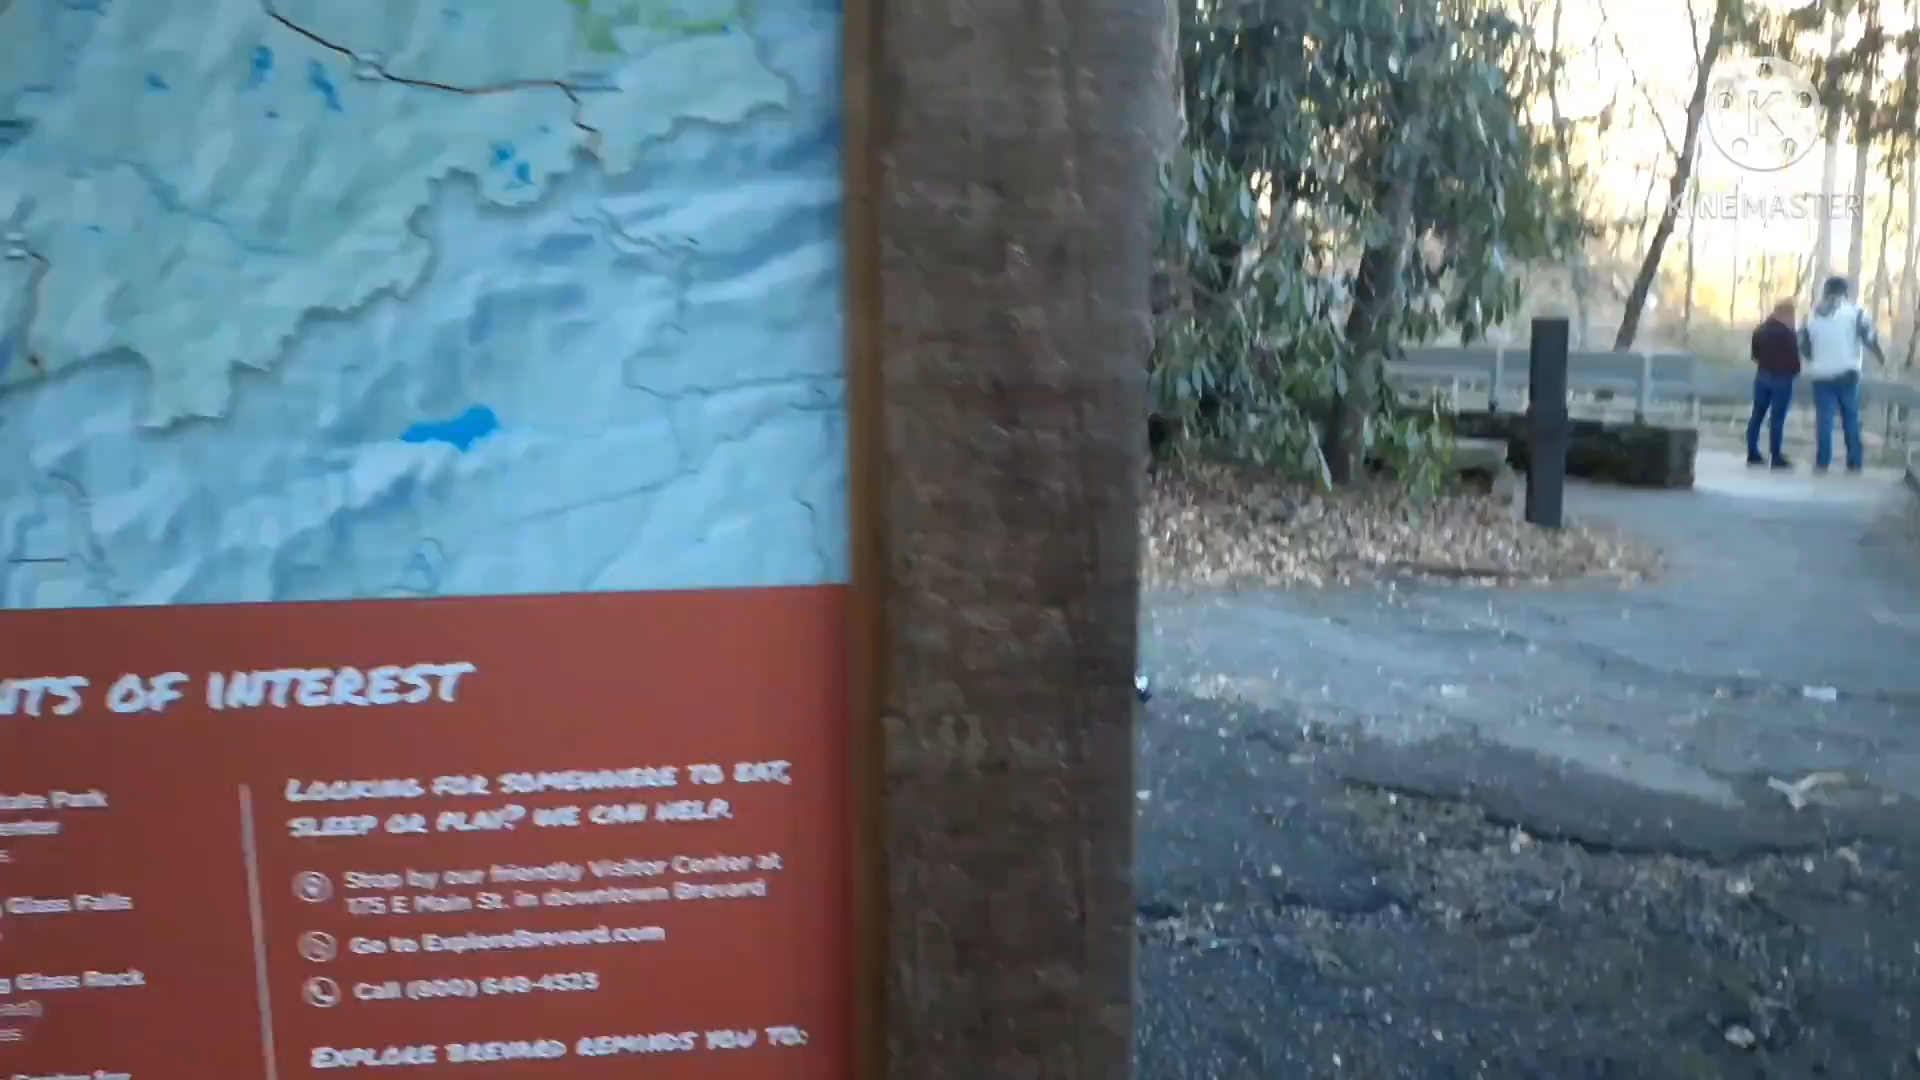 OF INTEREST
Park
Glass Falls
Glass Rock
LOOKING FOR SOMEWHERE TO EAT,
SLEEP OR PLAY? WE CAN HELP.
Stop by our friendly Visitor Center at
175 E Main St. in downtown Brevard
Go to ExploreBrevard.com
Call (800) 648-4523
EXPLORE BREVARD REMINDS YOU TO:
K
KINEMASTER